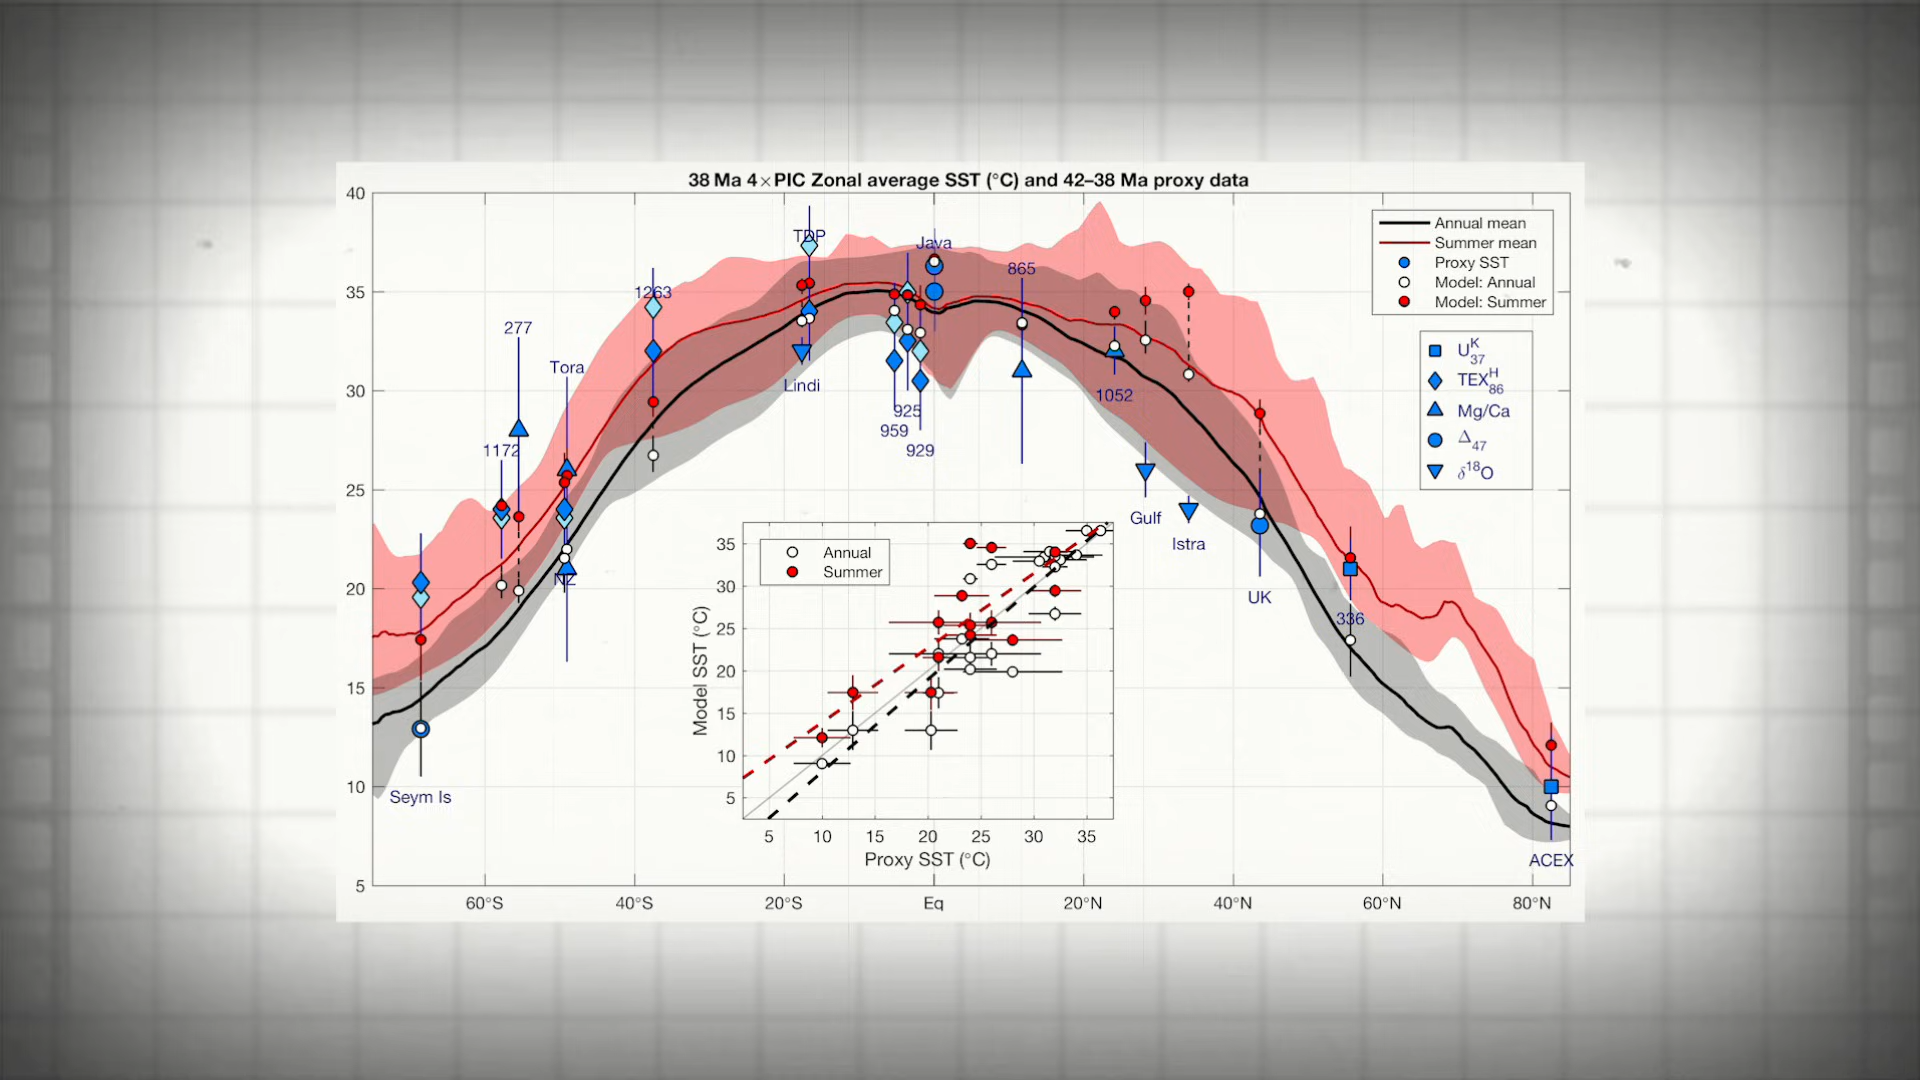 38 Ma 4×PIC Zonal average SST (°C) and 42–38 Ma proxy data
40
35
30
25
20
15
10
5
60°S
40°S
20°S
Eq
20°N
40°N
60°N
80°N
Annual mean
Summer mean
Proxy SST
Model: Annual
Model: Summer
U37K
TEX86H
Mg/Ca
Δ47
δ18O
TDP
Java
865
1263
277
Tora
Lindi
1052
925
959
929
1172
Gulf
Istra
NZ
UK
336
Seym Is
ACEX
Annual
Summer
Model SST (°C)
35
30
25
20
15
10
5
5
10
15
20
25
30
35
Proxy SST (°C)